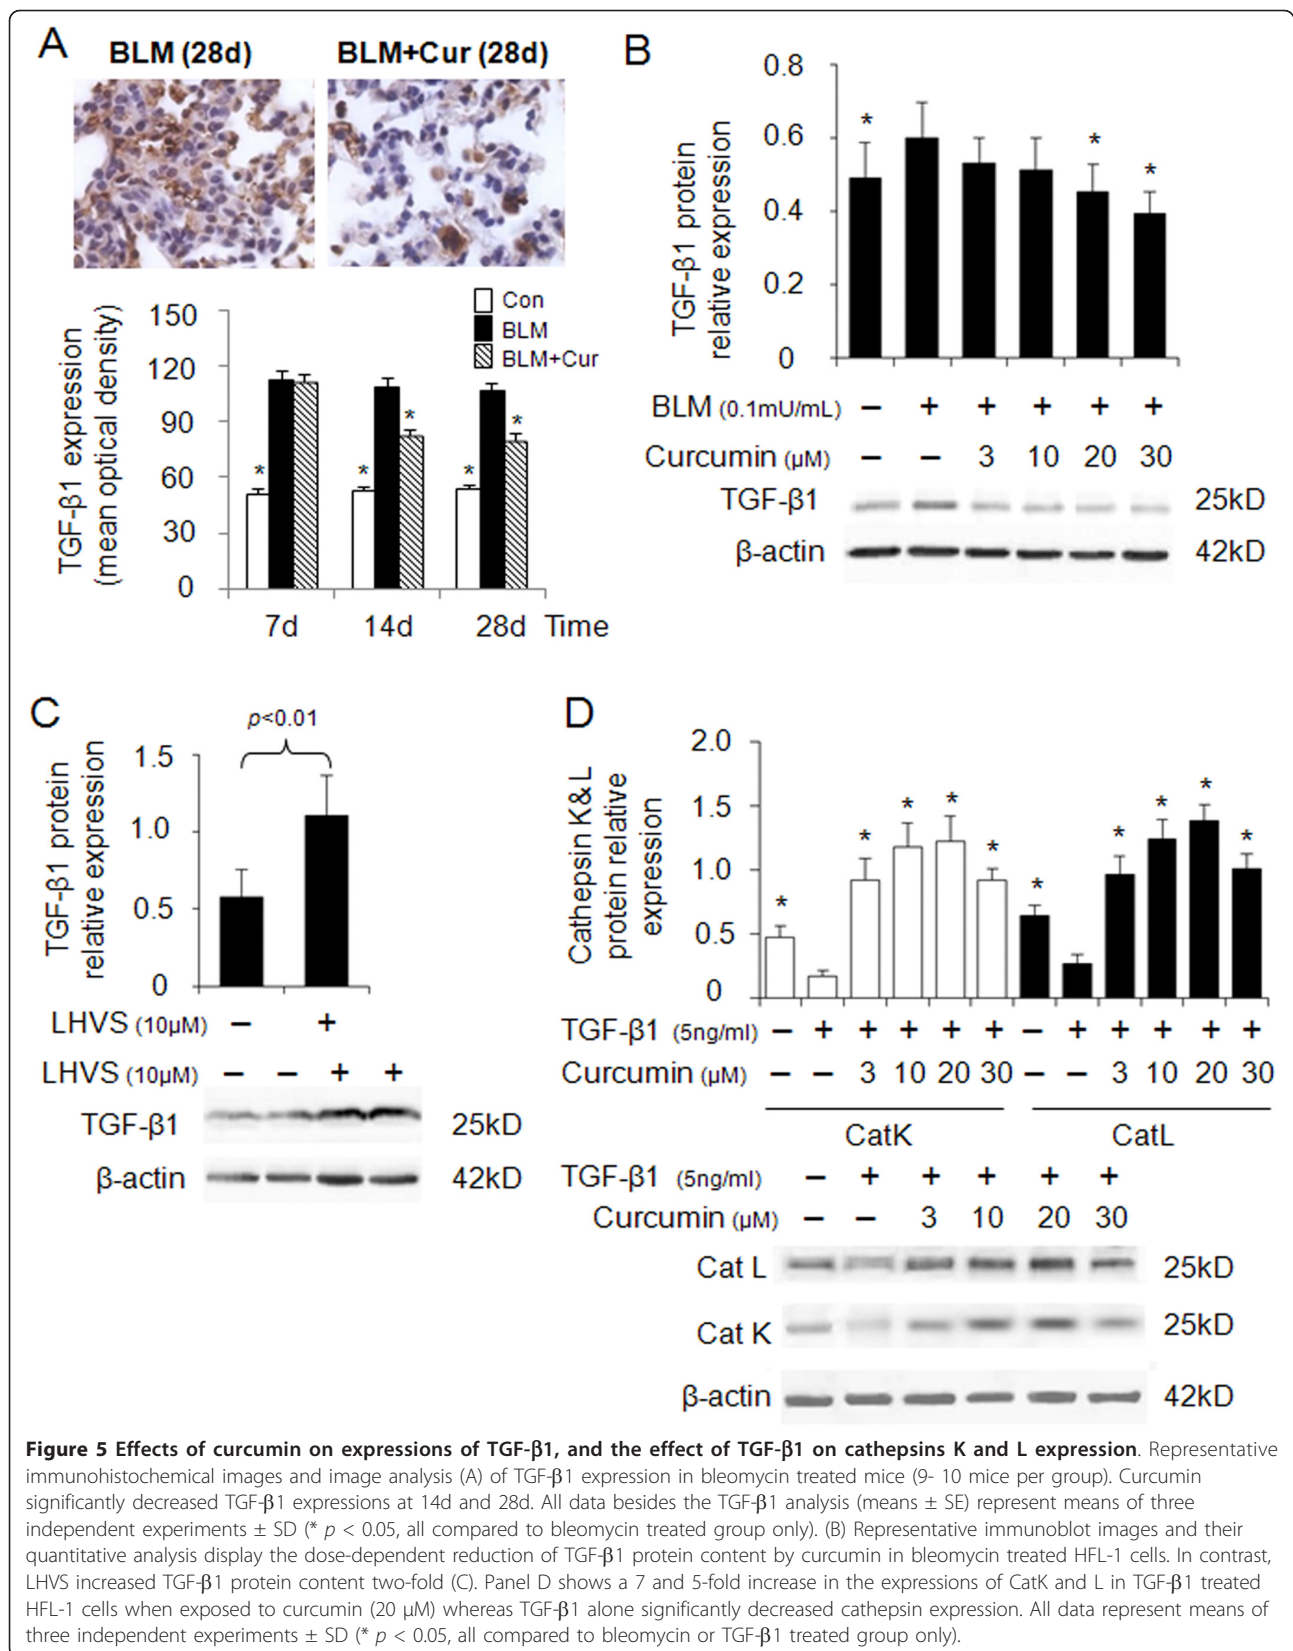 A
BLM (28d) BLM+Cur (28d)
TGF-β1 expression
(mean optical density)
150
120
90
60
30
0
Con
BLM
BLM+Cur
* * * * *
7d 14d 28d Time
B
TGF-β1 protein
relative expression
0.8
0.6
0.4
0.2
0
* * *
BLM (0.1mU/mL) – + + + + +
Curcumin (µM) – – 3 10 20 30
TGF-β1 25kD
β-actin 42kD
C
p<0.01
TGF-β1 protein
relative expression
1.5
1.0
0.5
0
LHVS (10µM) – +
LHVS (10µM) – – + +
TGF-β1 25kD
β-actin 42kD
D
Cathepsin K& L
protein relative
expression
2.0
1.5
1.0
0.5
0
* * * * * * * * * *
TGF-β1 (5ng/ml) – + + + + + – + + + + +
Curcumin (µM) – – 3 10 20 30 – – 3 10 20 30
CatK CatL
TGF-β1 (5ng/ml) – + + + + +
Curcumin (µM) – – 3 10 20 30
Cat L 25kD
Cat K 25kD
β-actin 42kD
Figure 5 Effects of curcumin on expressions of TGF-β1, and the effect of TGF-β1 on cathepsins K and L expression. Representative
immunohistochemical images and image analysis (A) of TGF-β1 expression in bleomycin treated mice (9- 10 mice per group). Curcumin
significantly decreased TGF-β1 expressions at 14d and 28d. All data besides the TGF-β1 analysis (means ± SE) represent means of three
independent experiments ± SD (* p < 0.05, all compared to bleomycin treated group only). (B) Representative immunoblot images and their
quantitative analysis display the dose-dependent reduction of TGF-β1 protein content by curcumin in bleomycin treated HFL-1 cells. In contrast,
LHVS increased TGF-β1 protein content two-fold (C). Panel D shows a 7 and 5-fold increase in the expressions of CatK and L in TGF-β1 treated
HFL-1 cells when exposed to curcumin (20 μM) whereas TGF-β1 alone significantly decreased cathepsin expression. All data represent means of
three independent experiments ± SD (* p < 0.05, all compared to bleomycin or TGF-β1 treated group only).